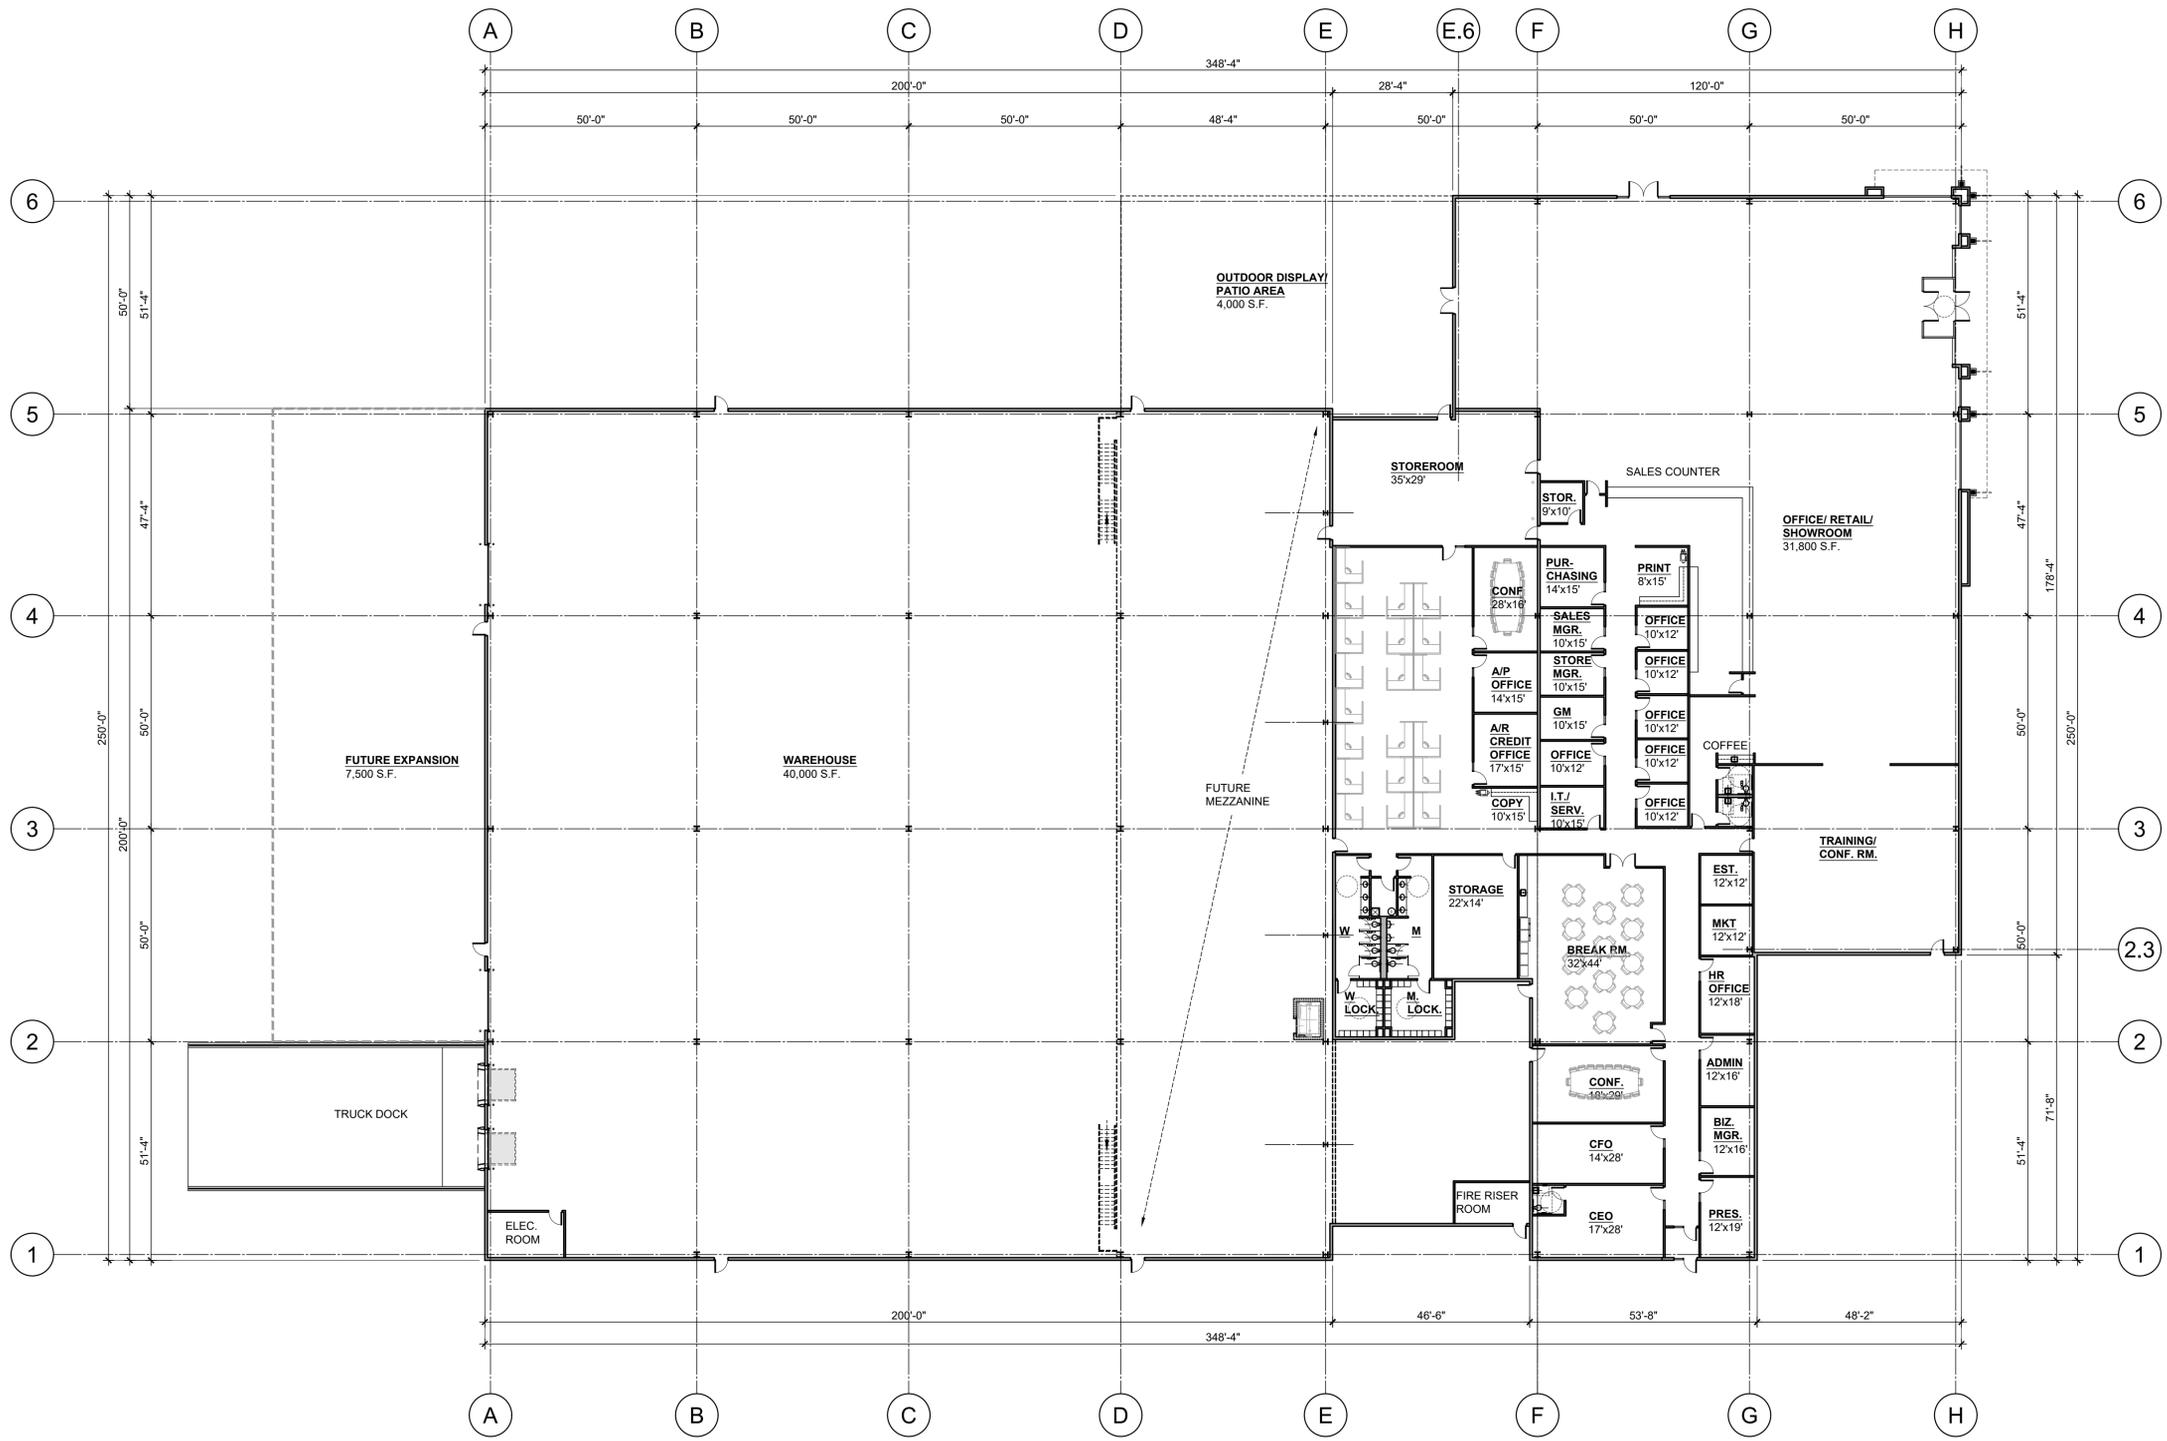 A
B
C
D
E
E.6
F
G
H
348'-4"
200'-0"
28'-4"
120'-0"
50'-0"
50'-0"
50'-0"
48'-4"
50'-0"
50'-0"
50'-0"
6
6
50'-0"
51'-4"
51'-4"
OUTDOOR DISPLAY/
PATIO AREA
4,000 S.F.
5
5
STOREROOM
35'x29'
SALES COUNTER
STOR.
9'x10'
47'-4"
47'-4"
OFFICE/ RETAIL/
SHOWROOM
31,800 S.F.
178'-4"
CONF
28'x16'
PUR-
CHASING
14'x15'
PRINT
8'x15'
4
4
SALES
MGR.
10'x15'
OFFICE
10'x12'
STORE
MGR.
10'x15'
OFFICE
10'x12'
A/P
OFFICE
14'x15'
GM
10'x15'
OFFICE
10'x12'
250'-0"
50'-0"
50'-0"
250'-0"
A/R
CREDIT
OFFICE
17'x15'
OFFICE
10'x12'
OFFICE
10'x12'
COFFEE
FUTURE EXPANSION
7,500 S.F.
WAREHOUSE
40,000 S.F.
FUTURE
MEZZANINE
COPY
10'x15'
I.T./
SERV.
10'x15'
OFFICE
10'x12'
200'-0"
3
3
TRAINING/
CONF. RM.
EST.
12'x12'
STORAGE
22'x14'
W
M
MKT
12'x12'
BREAK RM
32'x44'
50'-0"
50'-0"
2.3
HR
OFFICE
12'x18'
W
LOCK.
M.
LOCK.
2
2
ADMIN
12'x16'
CONF.
18'x29'
TRUCK DOCK
71'-8"
BIZ.
MGR.
12'x16'
CFO
14'x28'
51'-4"
51'-4"
FIRE RISER
ROOM
CEO
17'x28'
PRES.
12'x19'
ELEC.
ROOM
1
1
200'-0"
46'-6"
53'-8"
48'-2"
348'-4"
A
B
C
D
E
F
G
H